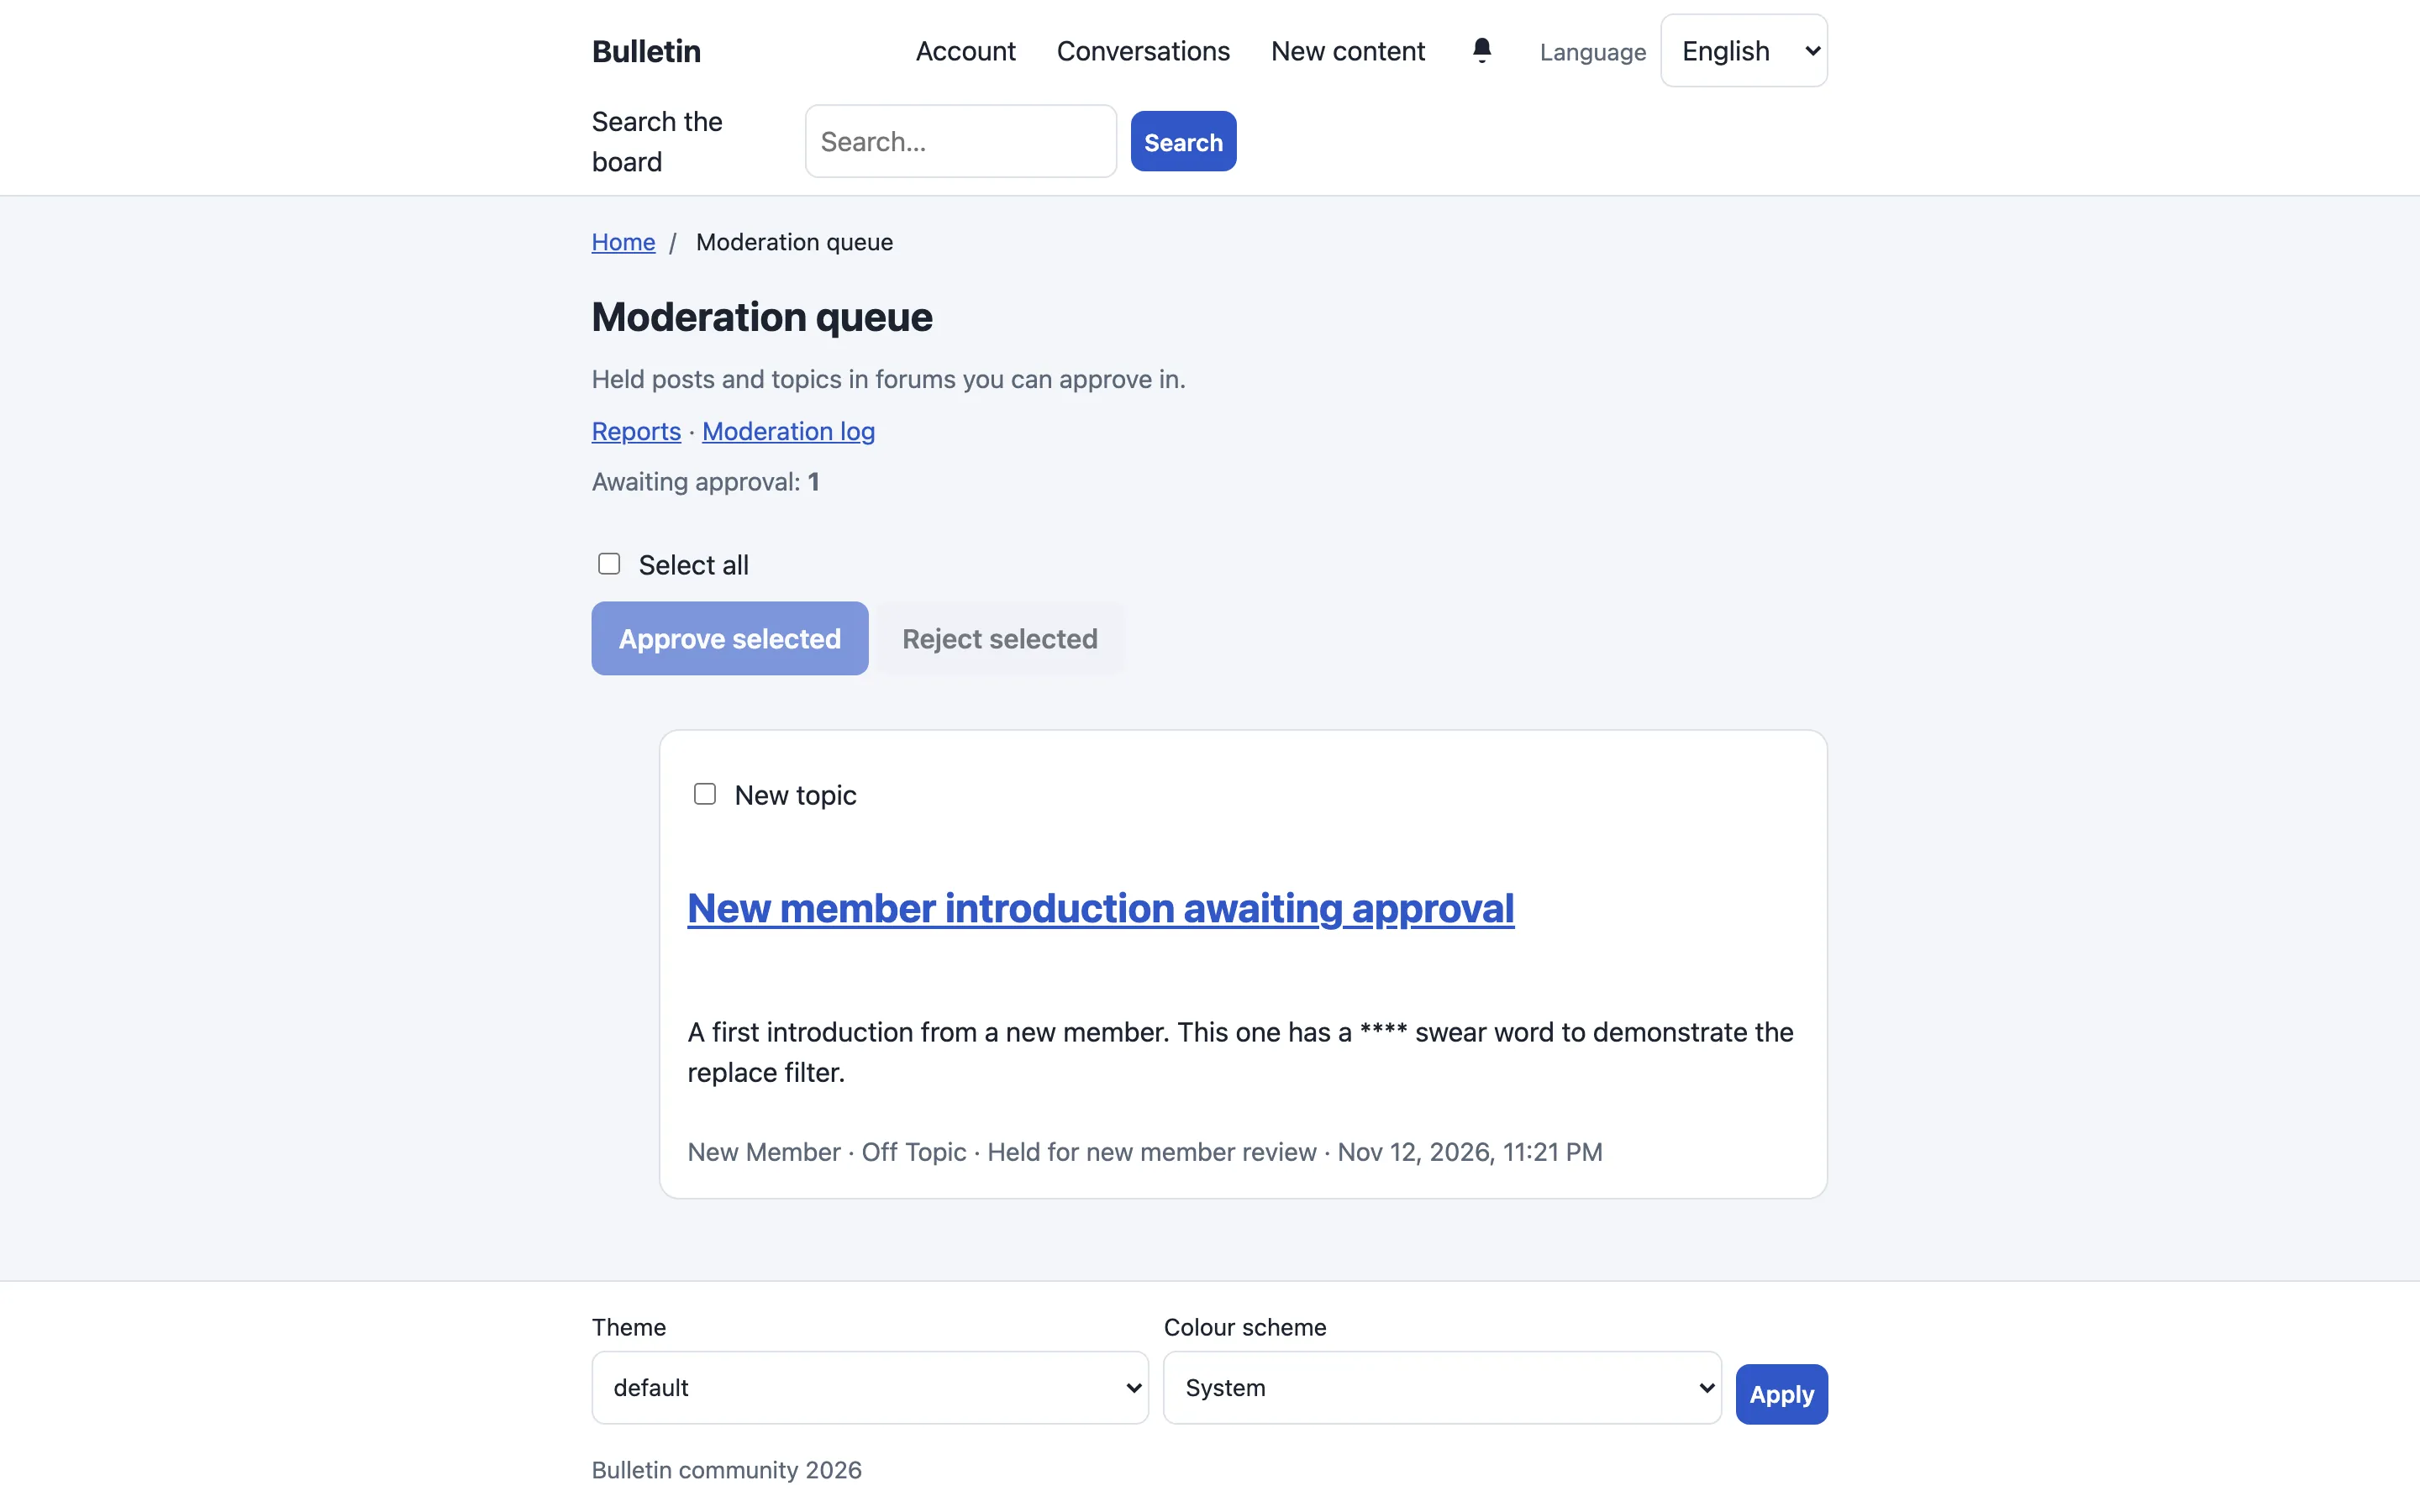 Bulletin
Account Conversations New content Language English
Search the
board
Search... Search
Home / Moderation queue
Moderation queue
Held posts and topics in forums you can approve in.
Reports · Moderation log
Awaiting approval: 1
Select all
Approve selected Reject selected
New topic
New member introduction awaiting approval
A first introduction from a new member. This one has a **** swear word to demonstrate the
replace filter.
New Member · Off Topic · Held for new member review · Nov 12, 2026, 11:21 PM
Theme Colour scheme
default System Apply
Bulletin community 2026